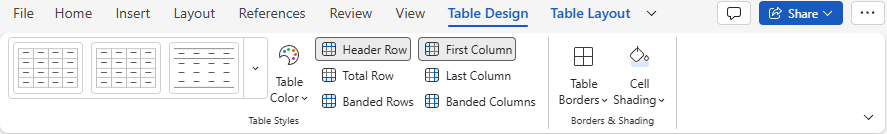 File Home Insert Layout References Review View Table Design Table Layout Share
Table Color
Header Row First Column
Total Row Last Column
Banded Rows Banded Columns
Table Borders
Cell Shading
Table Styles Borders & Shading